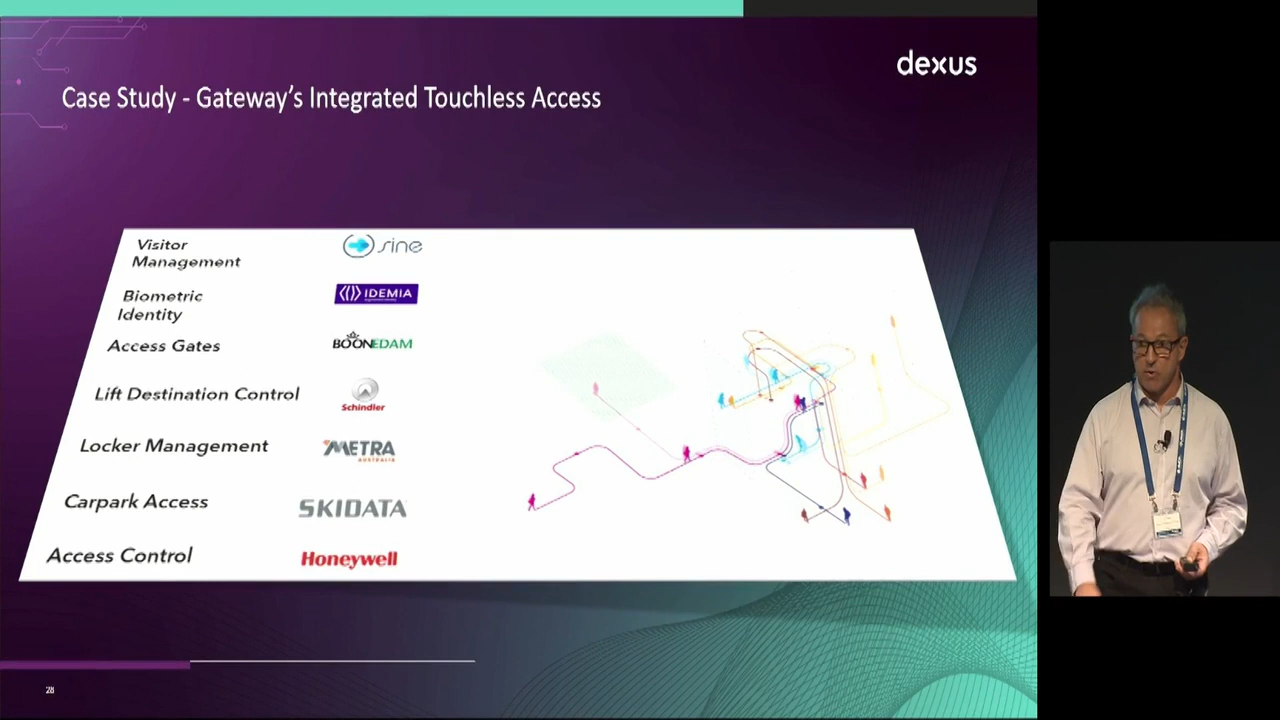 dexus
Case Study - Gateway's Integrated Touchless Access
Visitor
Management
sine
Biometric
Identity
IDEMIA
Access Gates
BOONEDAM
Lift Destination Control
Schindler
Locker Management
METRA
AUSTRALIA
Carpark Access
SKIDATA
Access Control
Honeywell
28